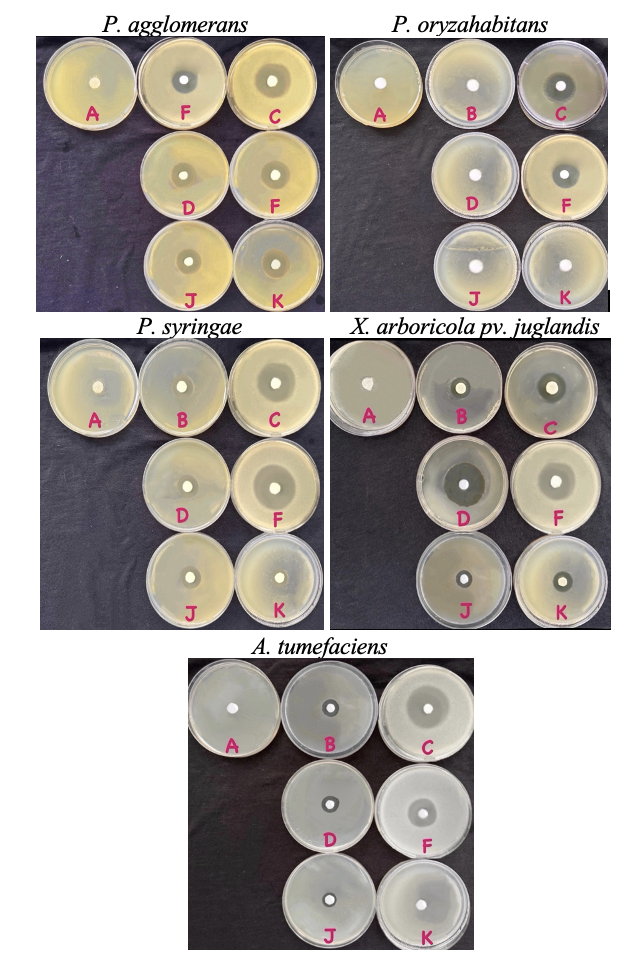 P. agglomerans
P. oryzahabitans
A F C
A B C
D F
D F
J K
J K
P. syringae
X. arboricola pv. juglandis
A B C
A B C
D F
D F
J K
J K
A. tumefaciens
A B C
D F
J K